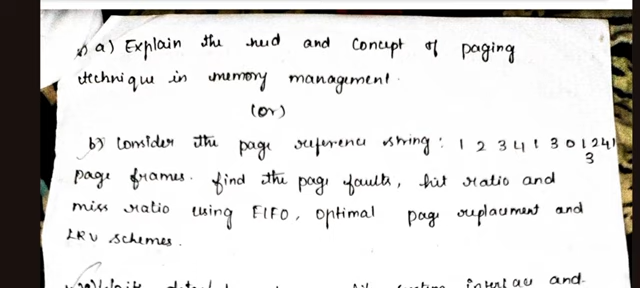 a) Explain the need and concept of paging
technique in memory management.
(or)
b) Consider the page reference string: 1 2 3 4 1 3 0 1 2 4 1
3
page frames. find the page faults, hit ratio and
miss ratio using FIFO, optimal page replacment and
LRU schemes.
and